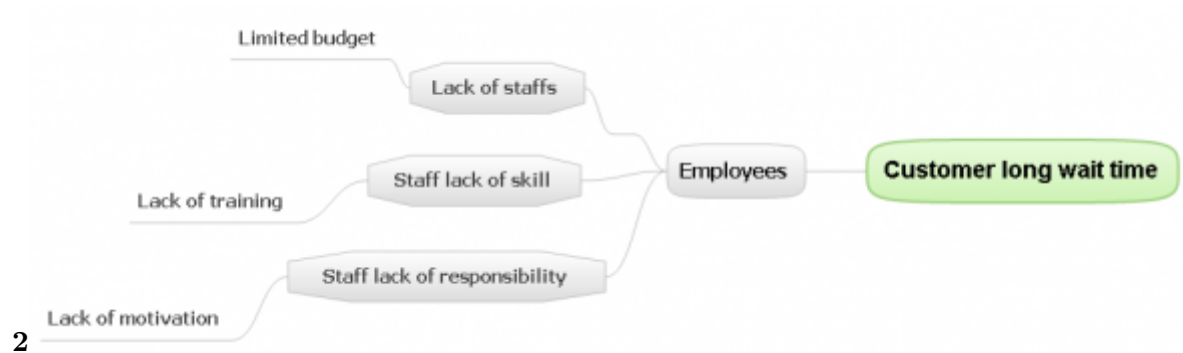 Limited budget
Lack of staffs
Employees
Customer long wait time
Staff lack of skill
Lack of training
Staff lack of responsibility
Lack of motivation
2